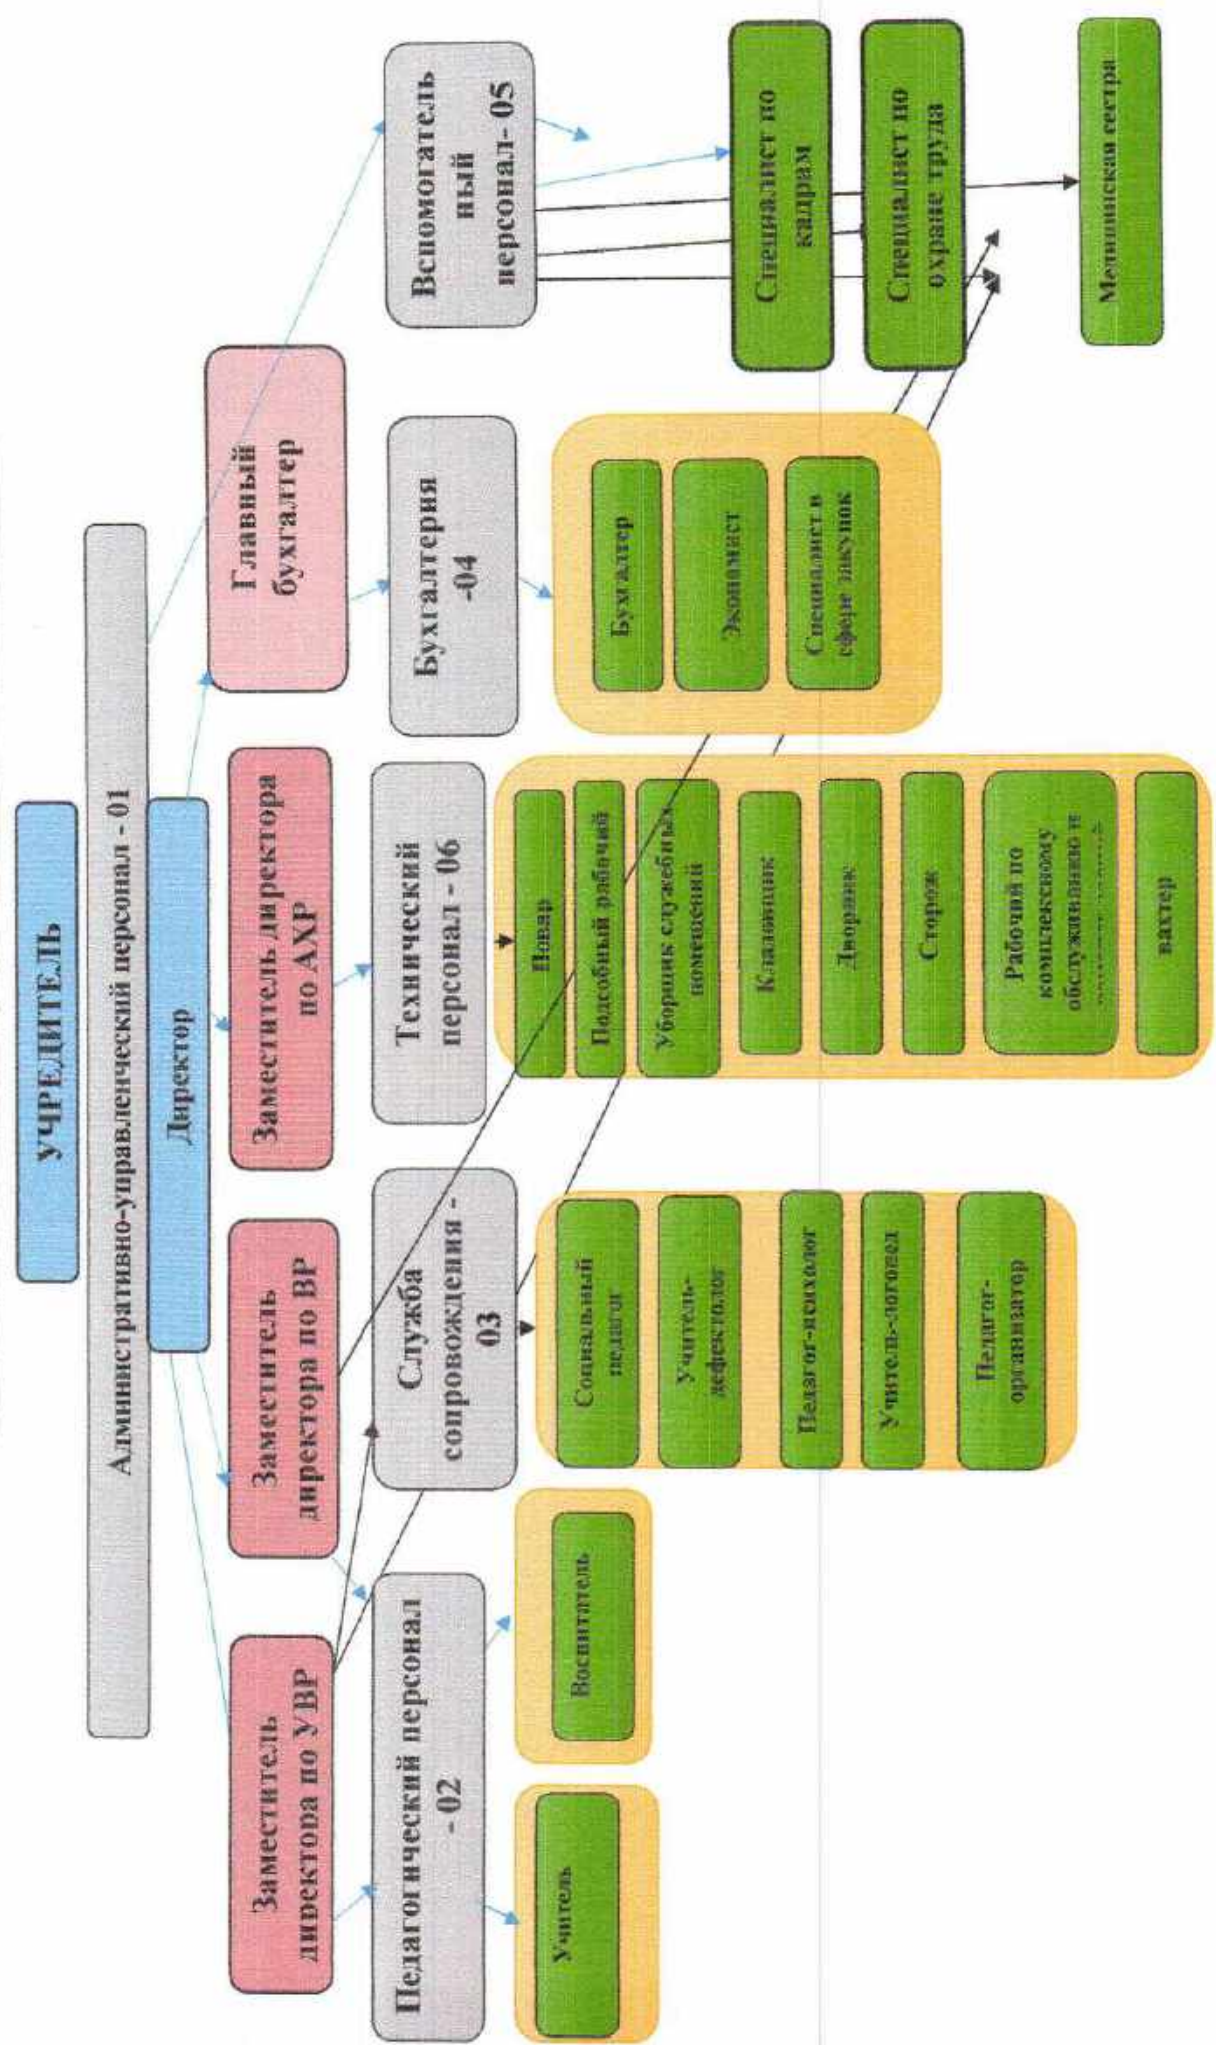 УЧРЕДИТЕЛЬ
Административно-управленческий персонал - 01
Директор
Заместитель
директора по УВР
Заместитель
директора по ВР
Заместитель директора
по АХР
Главный
бухгалтер
Педагогический персонал
- 02
Служба
сопровождения -
03
Технический
персонал - 06
Бухгалтерия
-04
Вспомогатель
ный
персонал- 05
Учитель
Воспитатель
Социальный
педагог
Учитель-
дефектолог
Педагог-психолог
Учитель-логопед
Педагог-
организатор
Повар
Подсобный рабочий
Уборщик служебных
помещений
Кладовщик
Дворник
Сторож
Рабочий по
комплексному
обслуживанию и
вахтер
Бухгалтер
Экономист
Специалист в
сфере закупок
Специалист по
кадрам
Специалист по
охране труда
Медицинская сестра